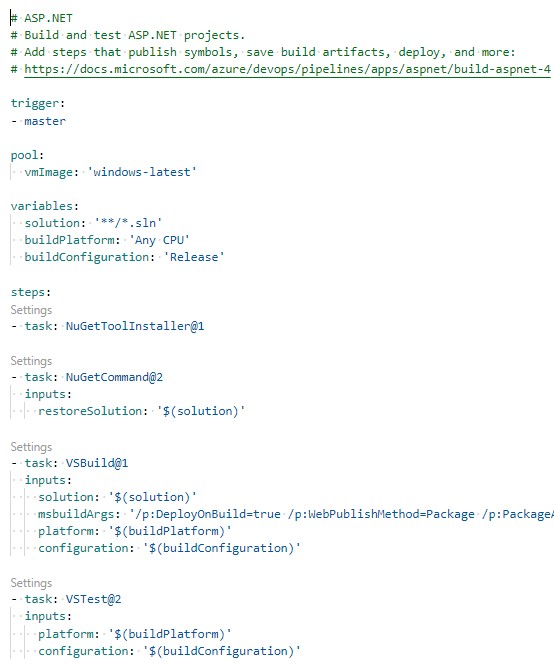 # ASP.NET
# Build and test ASP.NET projects.
# Add steps that publish symbols, save build artifacts, deploy, and more:
# https://docs.microsoft.com/azure/devops/pipelines/apps/aspnet/build-aspnet-4
trigger:
- master
pool:
  vmImage: 'windows-latest'
variables:
  solution: '**/*.sln'
  buildPlatform: 'Any CPU'
  buildConfiguration: 'Release'
steps:
Settings
- task: NuGetToolInstaller@1
Settings
- task: NuGetCommand@2
  inputs:
    restoreSolution: '$(solution)'
Settings
- task: VSBuild@1
  inputs:
    solution: '$(solution)'
    msbuildArgs: '/p:DeployOnBuild=true /p:WebPublishMethod=Package /p:PackageA
    platform: '$(buildPlatform)'
    configuration: '$(buildConfiguration)'
Settings
- task: VSTest@2
  inputs:
    platform: '$(buildPlatform)'
    configuration: '$(buildConfiguration)'